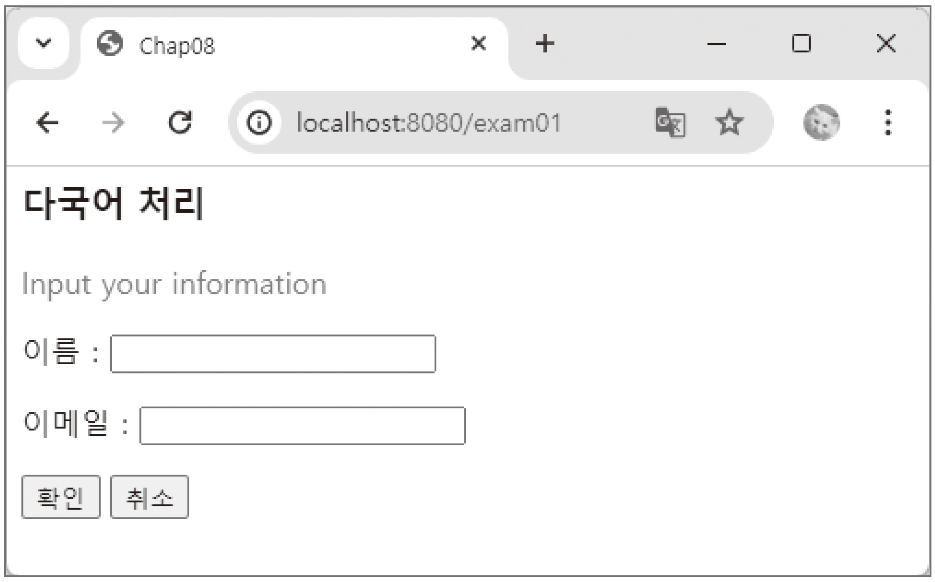 Chap08
localhost:8080/exam01
다국어 처리
Input your information
이름 :
이메일 :
확인 취소